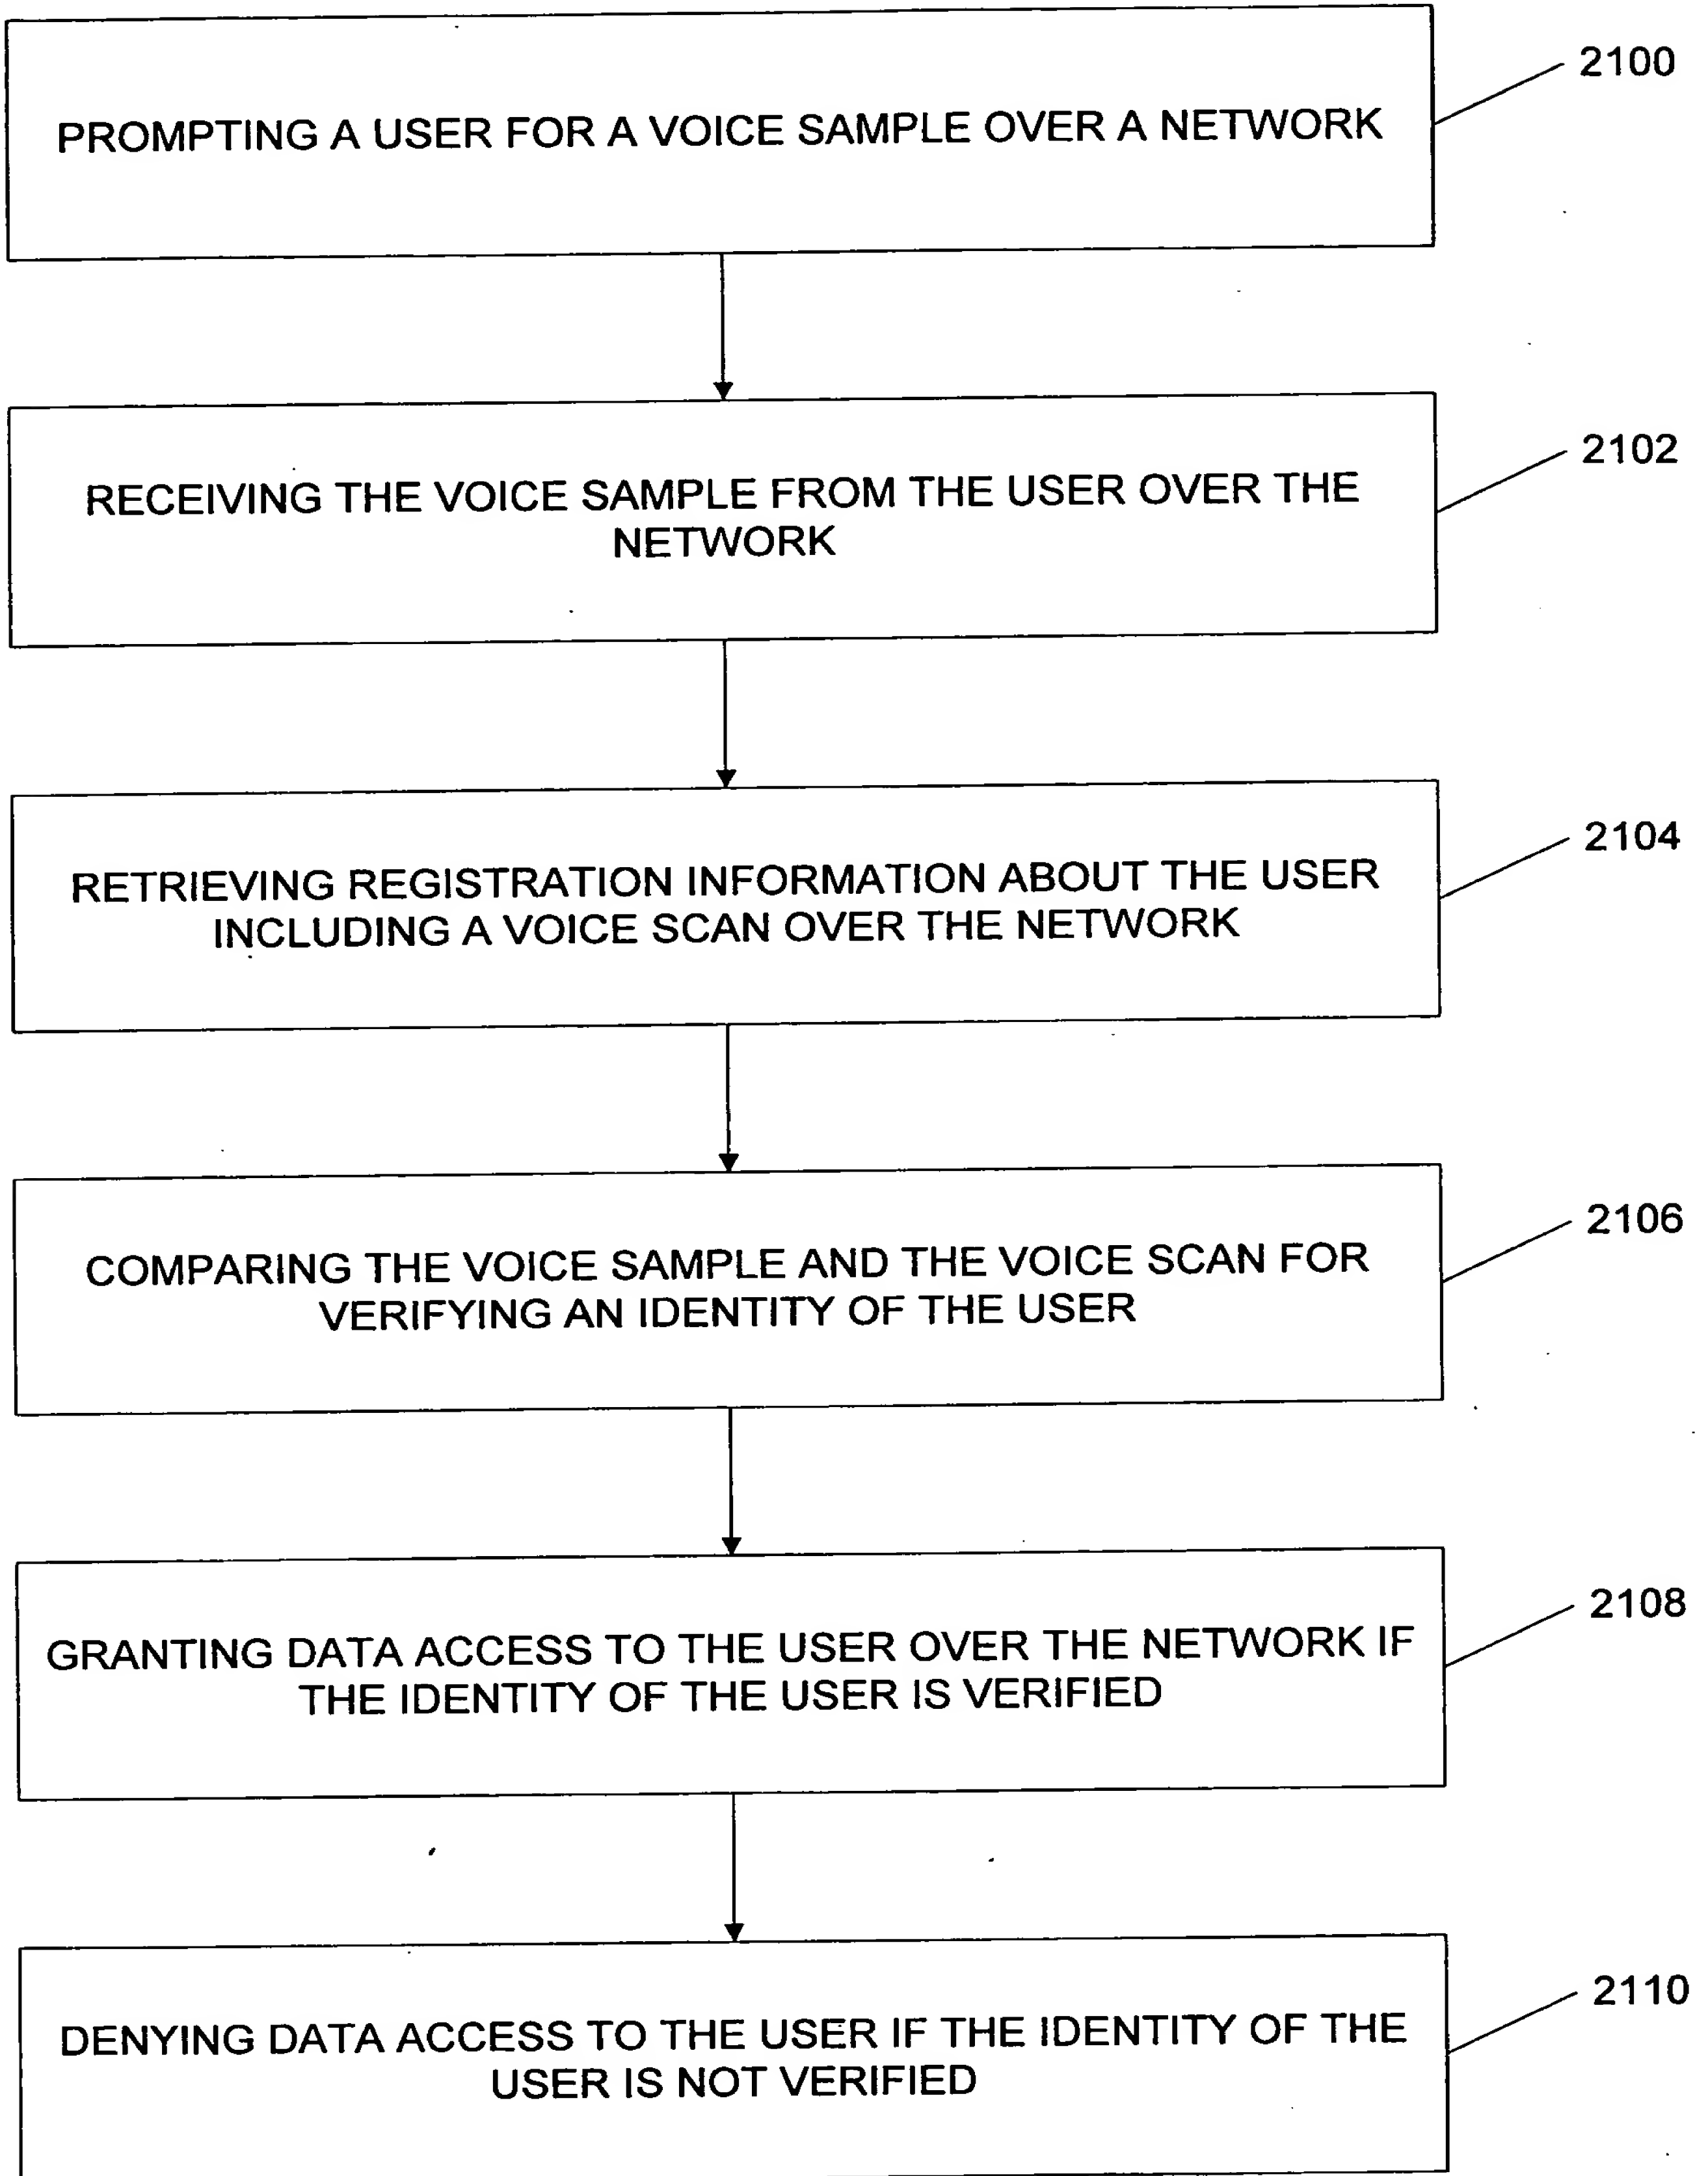 2100
PROMPTING A USER FOR A VOICE SAMPLE OVER A NETWORK
2102
RECEIVING THE VOICE SAMPLE FROM THE USER OVER THE
NETWORK
2104
RETRIEVING REGISTRATION INFORMATION ABOUT THE USER
INCLUDING A VOICE SCAN OVER THE NETWORK
2106
COMPARING THE VOICE SAMPLE AND THE VOICE SCAN FOR
VERIFYING AN IDENTITY OF THE USER
2108
GRANTING DATA ACCESS TO THE USER OVER THE NETWORK IF
THE IDENTITY OF THE USER IS VERIFIED
2110
DENYING DATA ACCESS TO THE USER IF THE IDENTITY OF THE
USER IS NOT VERIFIED